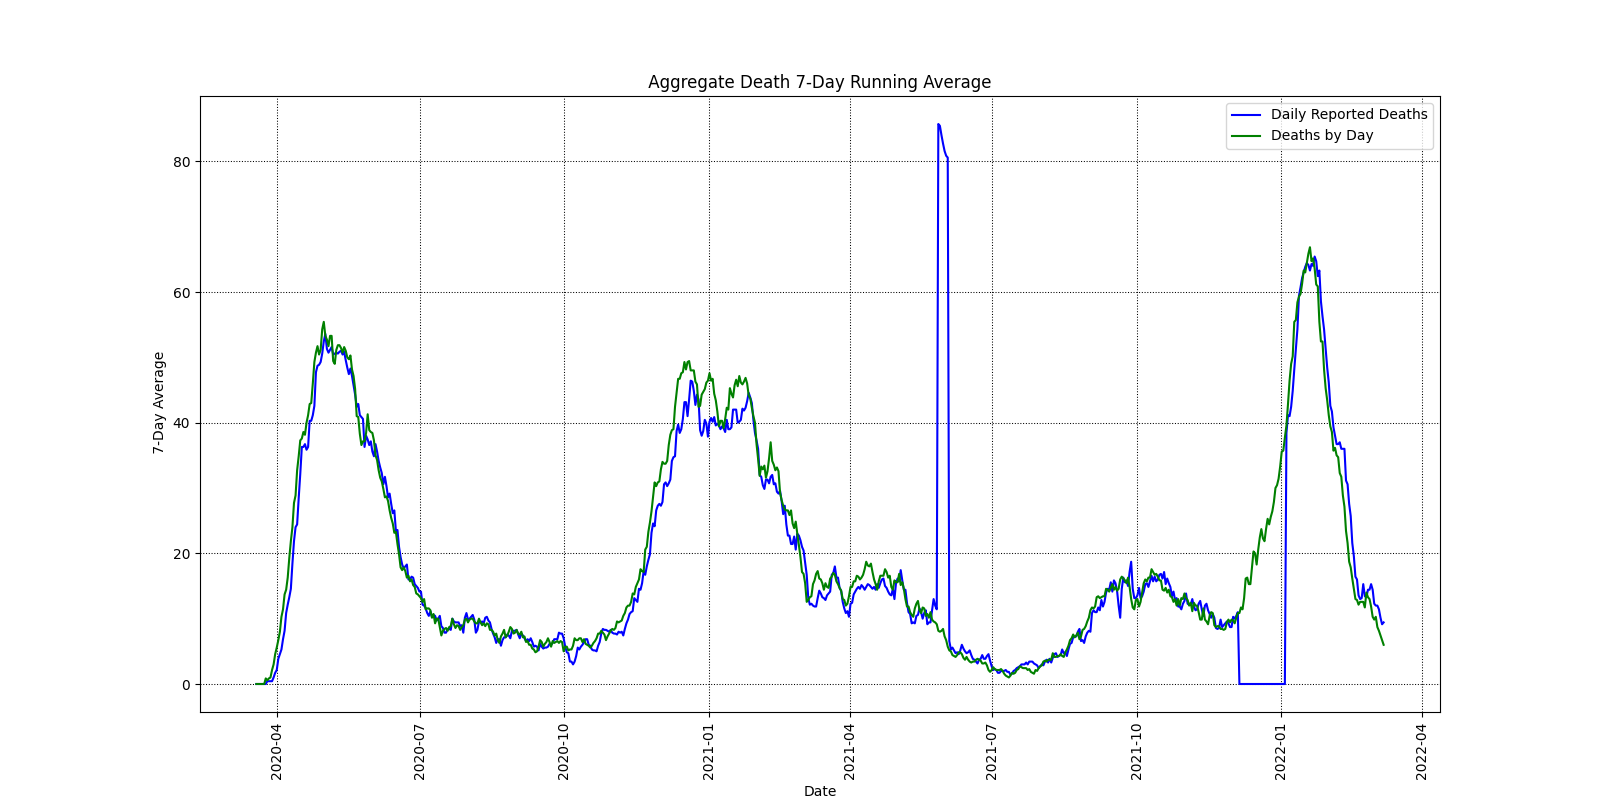 Aggregate Death 7-Day Running Average
Daily Reported Deaths
Deaths by Day
7-Day Average
80
60
40
20
0
2020-04
2020-07
2020-10
2021-01
2021-04
2021-07
2021-10
2022-01
2022-04
Date